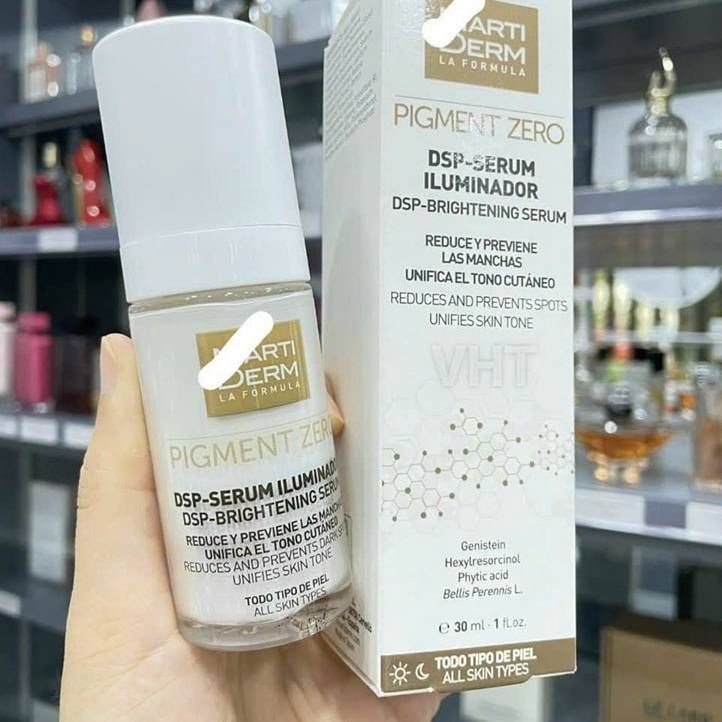 ARTI
DERM
LA FORMULA
PIGMENT ZERO
DSP-SERUM ILUMINADOR
DSP-BRIGHTENING SERUM
REDUCE Y PREVIENE LAS MANCHAS
UNIFICA EL TONO CUTÁNEO
REDUCES AND PREVENTS DARK
UNIFIES SKIN TONE
TODO TIPO DE PIEL
ALL SKIN TYPES
ARTI
DERM
LA FORMULA
PIGMENT ZERO
DSP-SERUM
ILUMINADOR
DSP-BRIGHTENING SERUM
REDUCE Y PREVIENE
LAS MANCHAS
UNIFICA EL TONO CUTÁNEO
REDUCES AND PREVENTS SPOTS
UNIFIES SKIN TONE
VHT
Genistein
Hexylresorcinol
Phytic acid
Bellis Perennis L.
℮ 30 ml · 1 fl.oz.
TODO TIPO DE PIEL
ALL SKIN TYPES